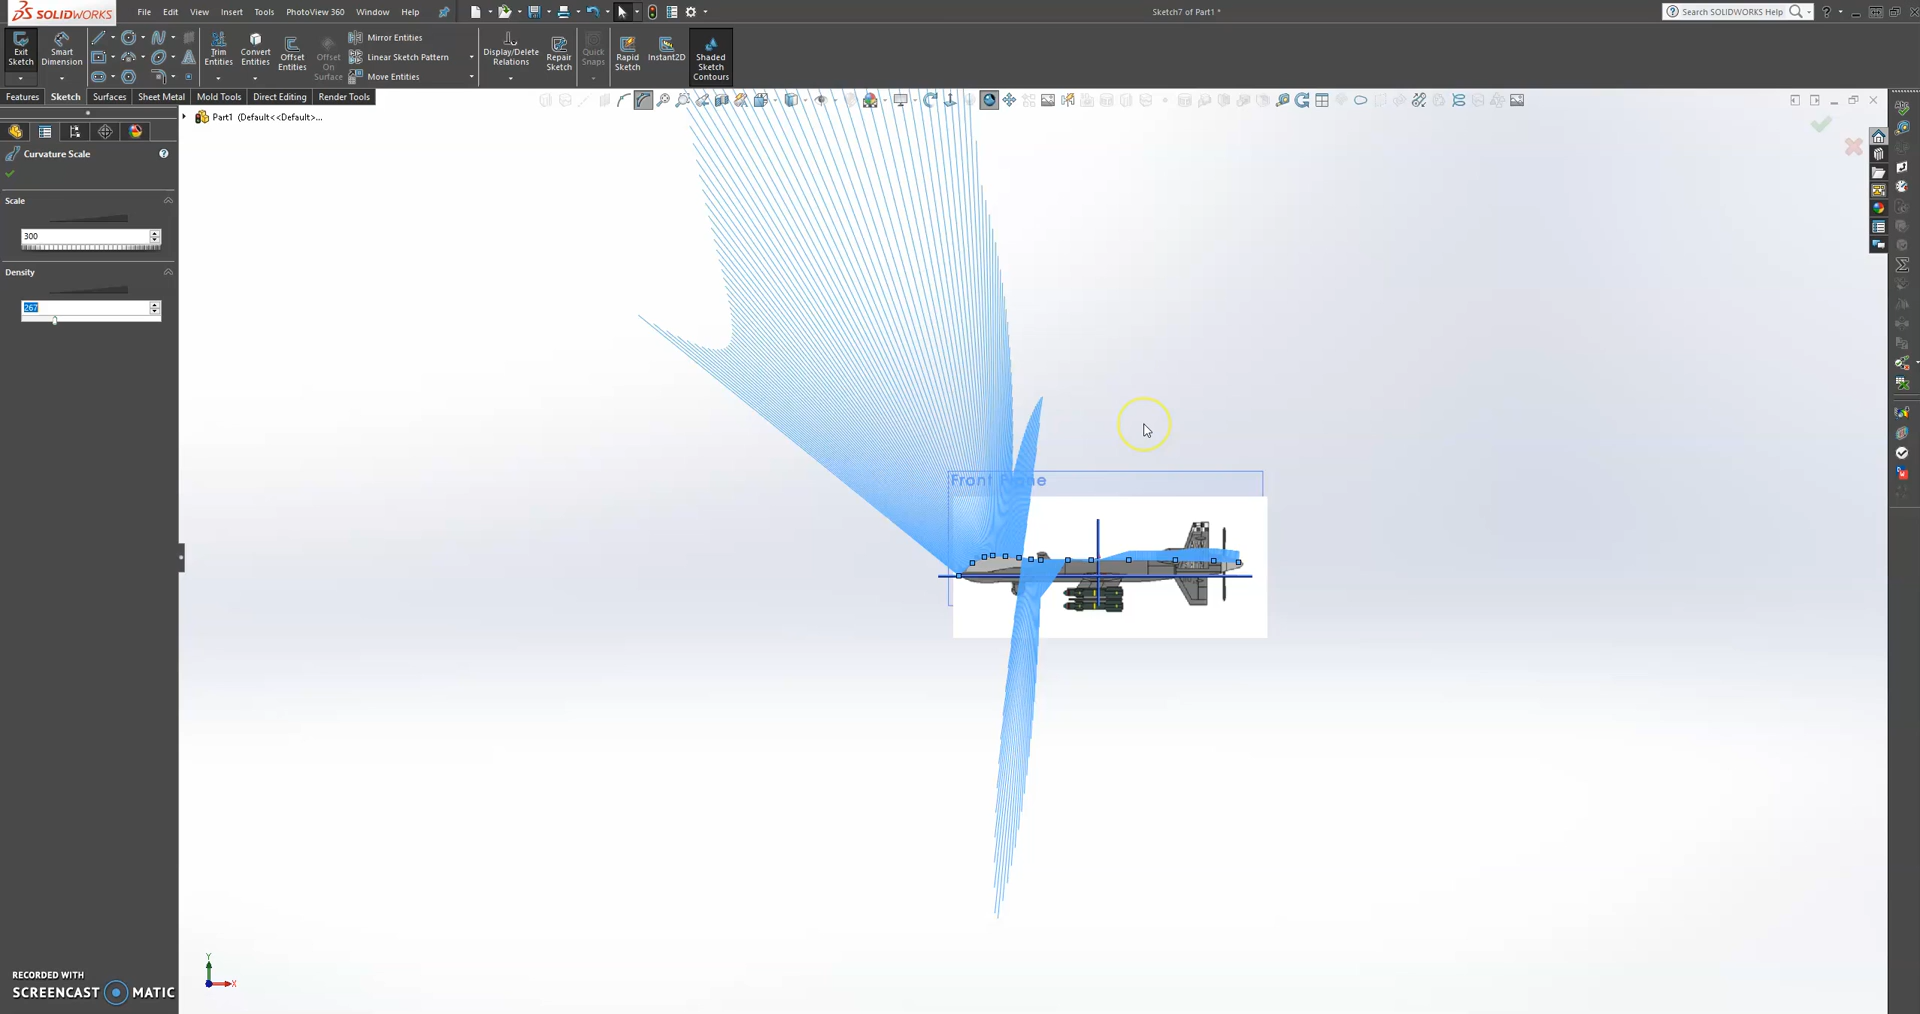 SOLIDWORKS
File Edit View Insert Tools PhotoView 360 Window Help
Sketch7 of Part1 *
Search SOLIDWORKS Help
Exit Sketch
Smart Dimension
Trim Entities
Convert Entities
Offset Entities
Offset On Surface
Mirror Entities
Linear Sketch Pattern
Move Entities
Display/Delete Relations
Repair Sketch
Quick Snaps
Rapid Sketch
Instant2D
Shaded Sketch Contours
Features Sketch Surfaces Sheet Metal Mold Tools Direct Editing Render Tools
Part1 (Default<<Default>...
Curvature Scale
Scale
300
Density
267
Front Plane
Y
X
RECORDED WITH
SCREENCAST MATIC